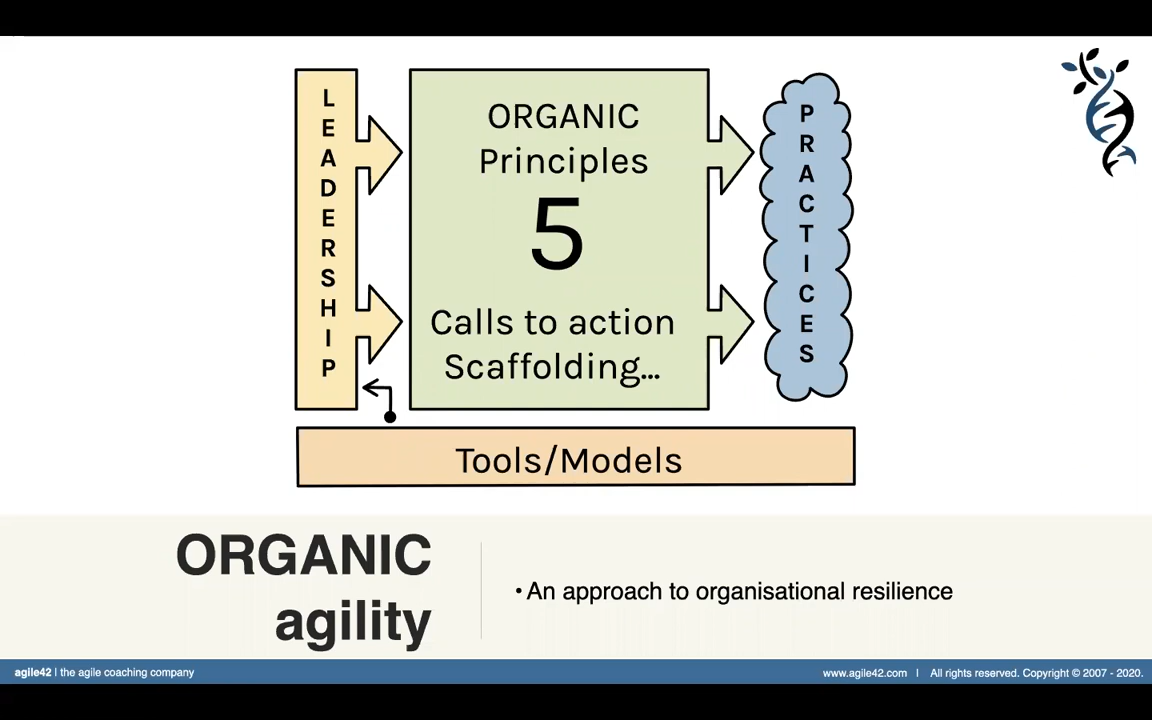 LEADERSHIP
ORGANIC
Principles
5
Calls to action
Scaffolding...
PRACTICES
Tools/Models
ORGANIC
agility
• An approach to organisational resilience
agile42 | the agile coaching company
www.agile42.com | All rights reserved. Copyright © 2007 - 2020.